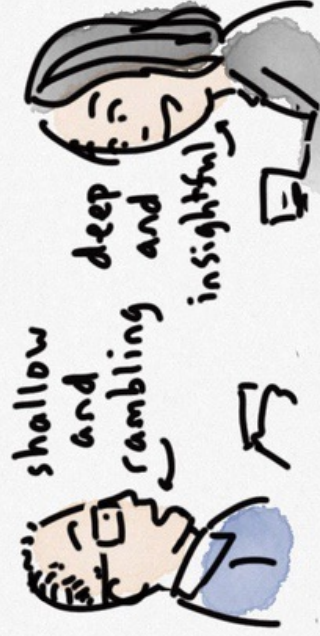 shallow
and
rambling
deep
and
insightful